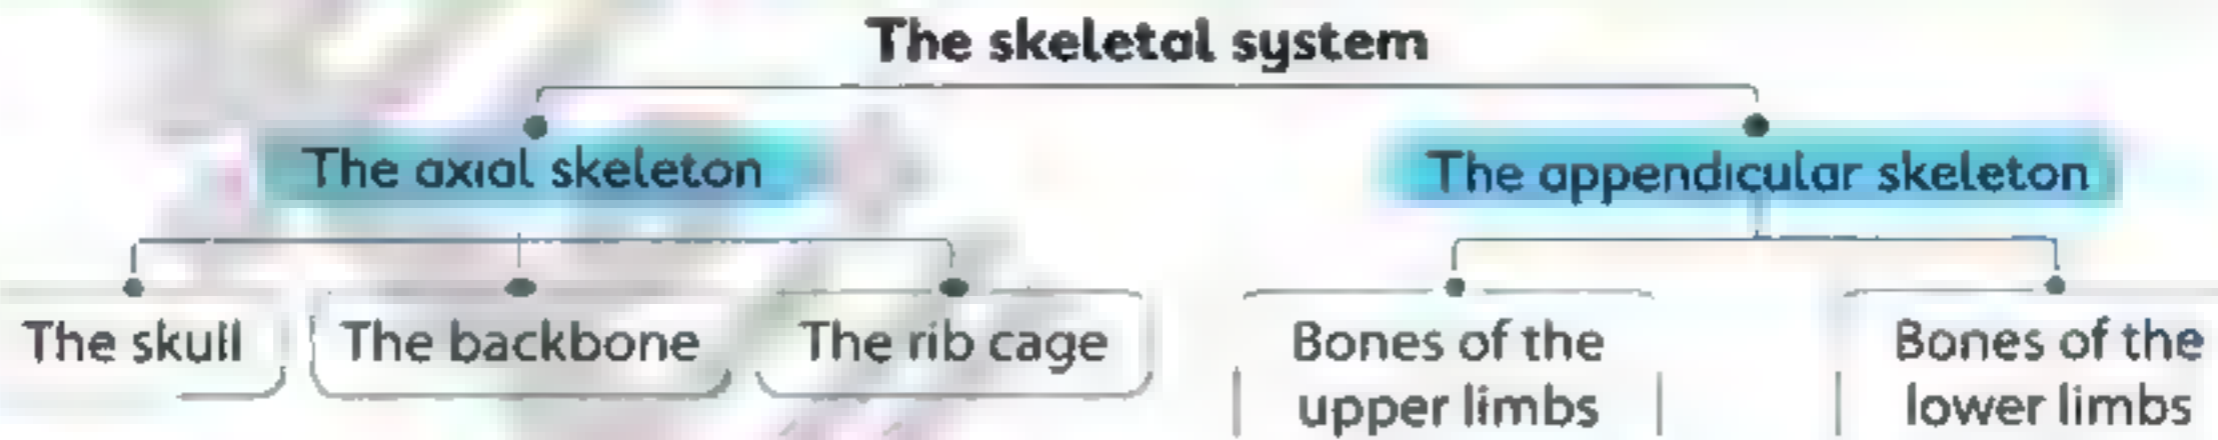 The skeletal system
The axial skeleton
The appendicular skeleton
The skull
The backbone
The rib cage
Bones of the
upper limbs
Bones of the
lower limbs